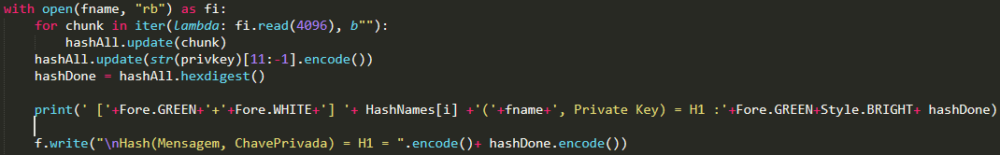 with open(fname, "rb") as fi:
    for chunk in iter(lambda: fi.read(4096), b""):
        hashAll.update(chunk)
    hashAll.update(str(privkey)[11:-1].encode())
    hashDone = hashAll.hexdigest()
    print(' ['+Fore.GREEN+'+'+Fore.WHITE+'] '+ HashNames[i] +'('+fname+', Private Key) = H1 :'+Fore.GREEN+Style.BRIGHT+ hashDone)
    f.write("\nHash(Mensagem, ChavePrivada) = H1 = ".encode()+ hashDone.encode())